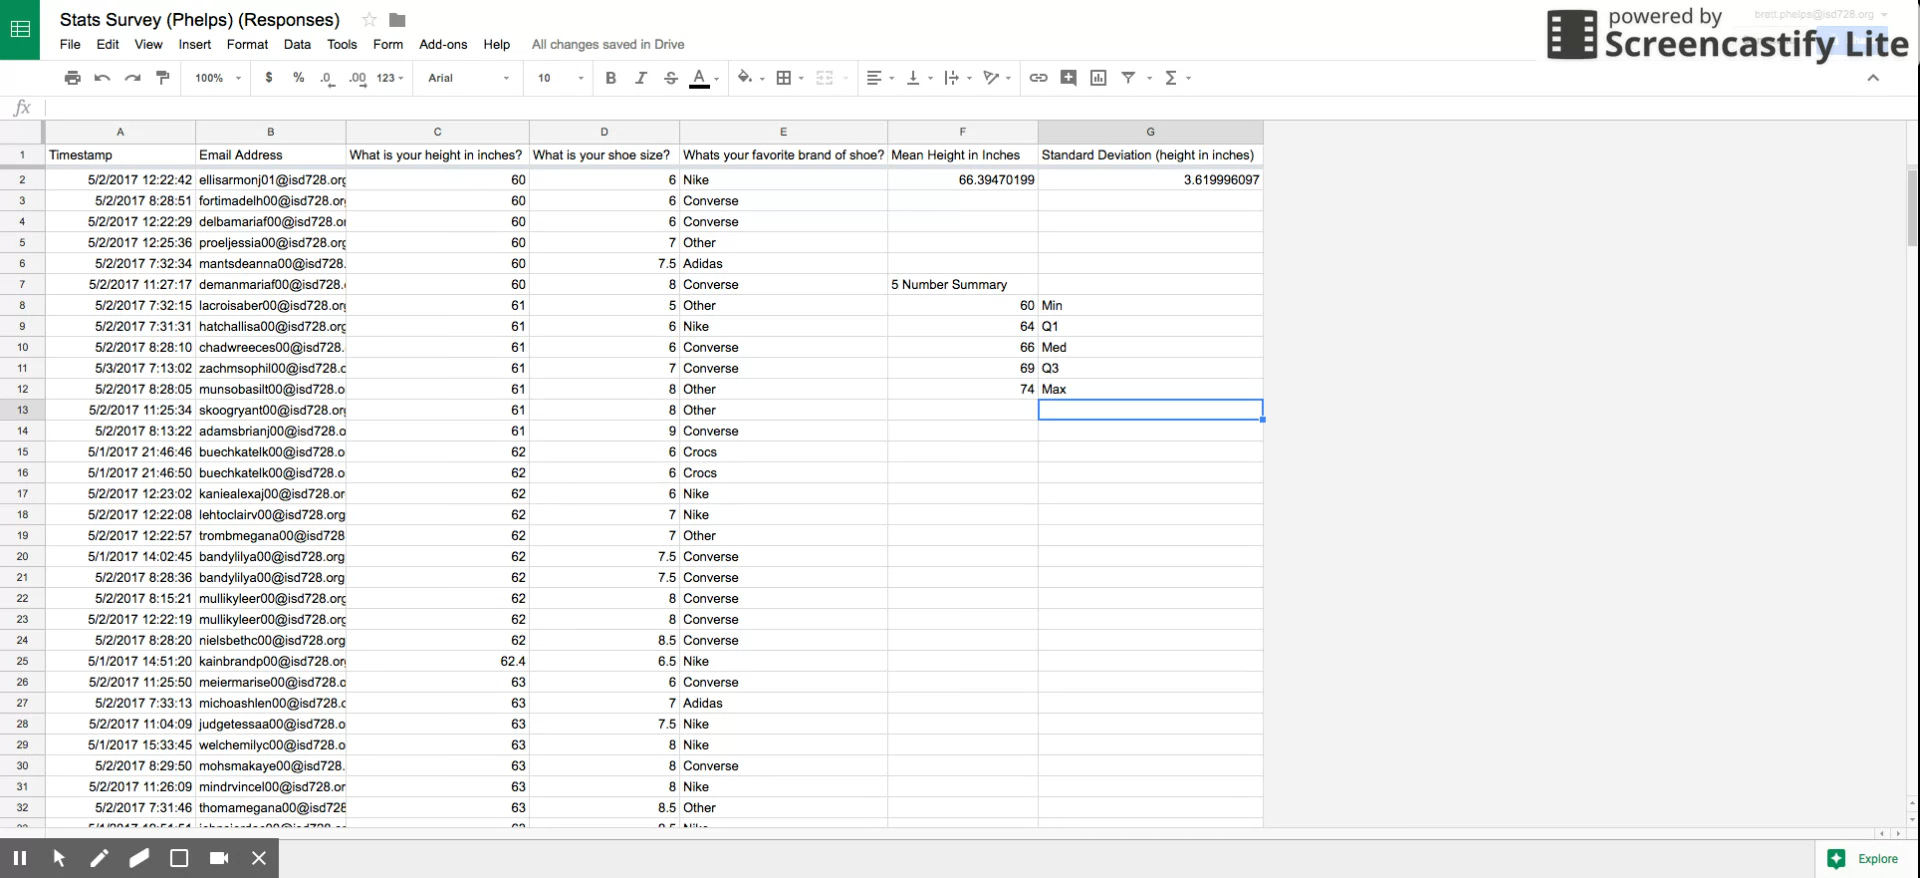 Stats Survey (Phelps) (Responses)
brett.phelps@isd728.org
powered by
Screencastify Lite
File Edit View Insert Format Data Tools Form Add-ons Help All changes saved in Drive
100% $ % .0 .00 123 Arial 10 B I S A Σ
fx
A B C D E F G
1 Timestamp Email Address What is your height in inches? What is your shoe size? Whats your favorite brand of shoe? Mean Height in Inches Standard Deviation (height in inches)
2 5/2/2017 12:22:42 ellisarmonj01@isd728.org 60 6 Nike 66.39470199 3.619996097
3 5/2/2017 8:28:51 fortimadelh00@isd728.org 60 6 Converse
4 5/2/2017 12:22:29 delbamariaf00@isd728.or 60 6 Converse
5 5/2/2017 12:25:36 proeljessia00@isd728.org 60 7 Other
6 5/2/2017 7:32:34 mantsdeanna00@isd728. 60 7.5 Adidas
7 5/2/2017 11:27:17 demanmariaf00@isd728. 60 8 Converse 5 Number Summary
8 5/2/2017 7:32:15 lacroisaber00@isd728.org 61 5 Other 60 Min
9 5/2/2017 7:31:31 hatchallisa00@isd728.org 61 6 Nike 64 Q1
10 5/2/2017 8:28:10 chadwreeces00@isd728. 61 6 Converse 66 Med
11 5/3/2017 7:13:02 zachmsophil00@isd728.c 61 7 Converse 69 Q3
12 5/2/2017 8:28:05 munsobasilt00@isd728.o 61 8 Other 74 Max
13 5/2/2017 11:25:34 skoogryant00@isd728.org 61 8 Other
14 5/2/2017 8:13:22 adamsbrianj00@isd728.o 61 9 Converse
15 5/1/2017 21:46:46 buechkatelk00@isd728.o 62 6 Crocs
16 5/1/2017 21:46:50 buechkatelk00@isd728.o 62 6 Crocs
17 5/2/2017 12:23:02 kaniealexaj00@isd728.or 62 6 Nike
18 5/2/2017 12:22:08 lehtoclairv00@isd728.org 62 7 Nike
19 5/2/2017 12:22:57 trombmegana00@isd728 62 7 Other
20 5/1/2017 14:02:45 bandylilya00@isd728.org 62 7.5 Converse
21 5/2/2017 8:28:36 bandylilya00@isd728.org 62 7.5 Converse
22 5/2/2017 8:15:21 mullikyleer00@isd728.org 62 8 Converse
23 5/2/2017 12:22:19 mullikyleer00@isd728.org 62 8 Converse
24 5/2/2017 8:28:20 nielsbethc00@isd728.org 62 8.5 Converse
25 5/1/2017 14:51:20 kainbrandp00@isd728.org 62.4 6.5 Nike
26 5/2/2017 11:25:50 meiermarise00@isd728.o 63 6 Converse
27 5/2/2017 7:33:13 michoashlen00@isd728.c 63 7 Adidas
28 5/2/2017 11:04:09 judgetessaa00@isd728.o 63 7.5 Nike
29 5/1/2017 15:33:45 welchemilyc00@isd728.o 63 8 Nike
30 5/2/2017 8:29:50 mohsmakaye00@isd728. 63 8 Converse
31 5/2/2017 11:26:09 mindrvincel00@isd728.or 63 8 Nike
32 5/2/2017 7:31:46 thomamegana00@isd728 63 8.5 Other
Explore